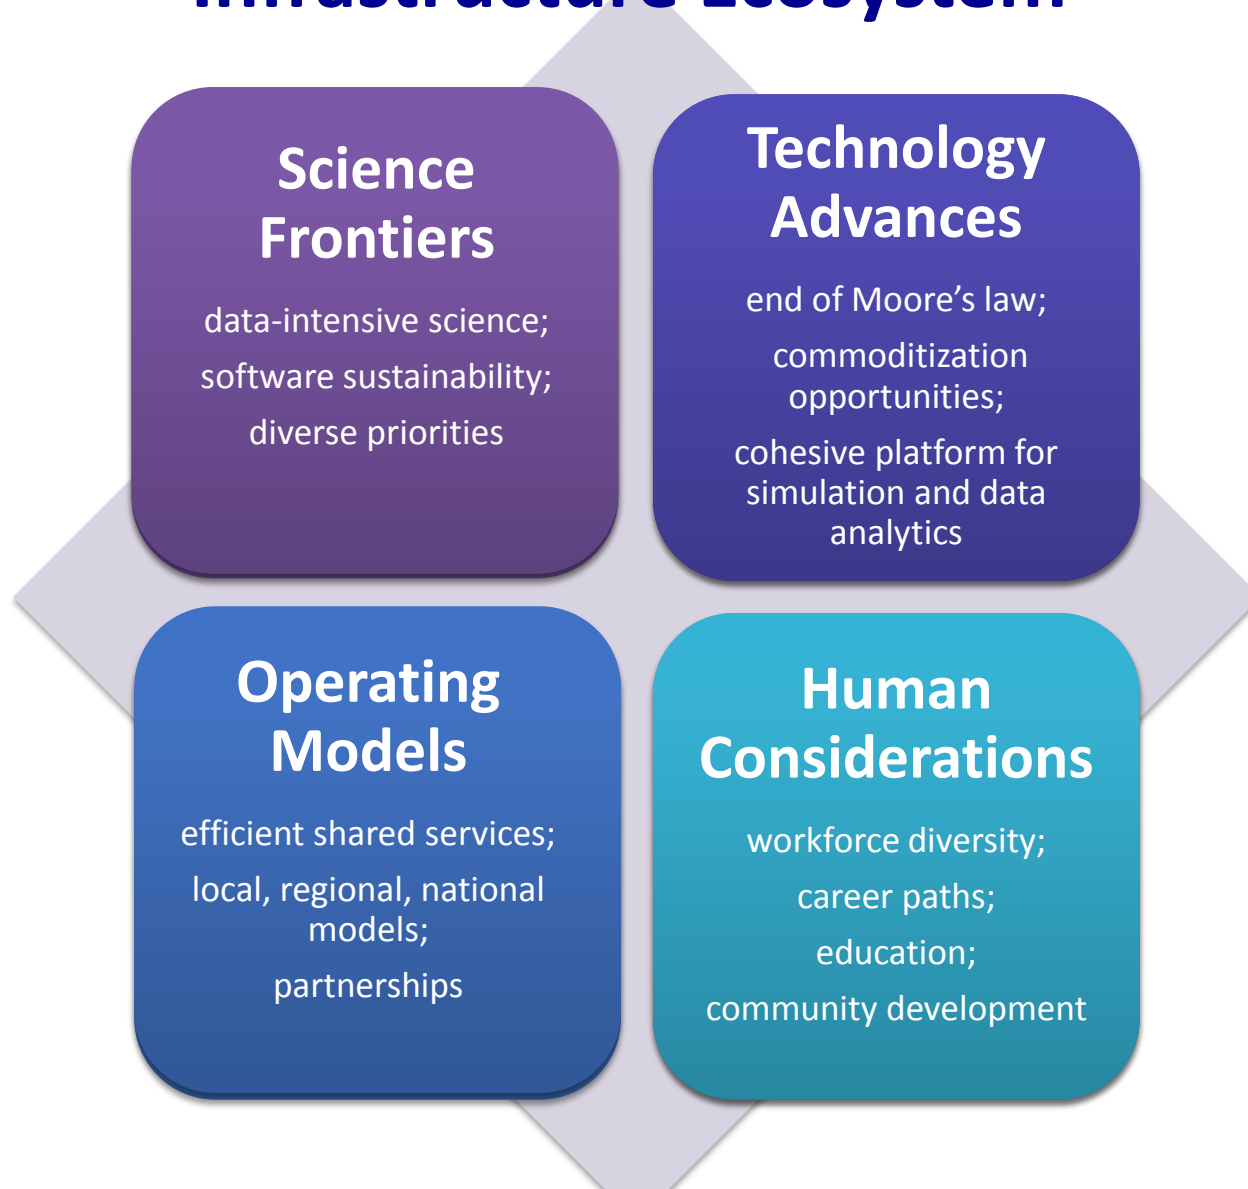 Infrastructure Ecosystem
Science
Frontiers
data-intensive science;
software sustainability;
diverse priorities
Technology
Advances
end of Moore’s law;
commoditization
opportunities;
cohesive platform for
simulation and data
analytics
Operating
Models
efficient shared services;
local, regional, national
models;
partnerships
Human
Considerations
workforce diversity;
career paths;
education;
community development